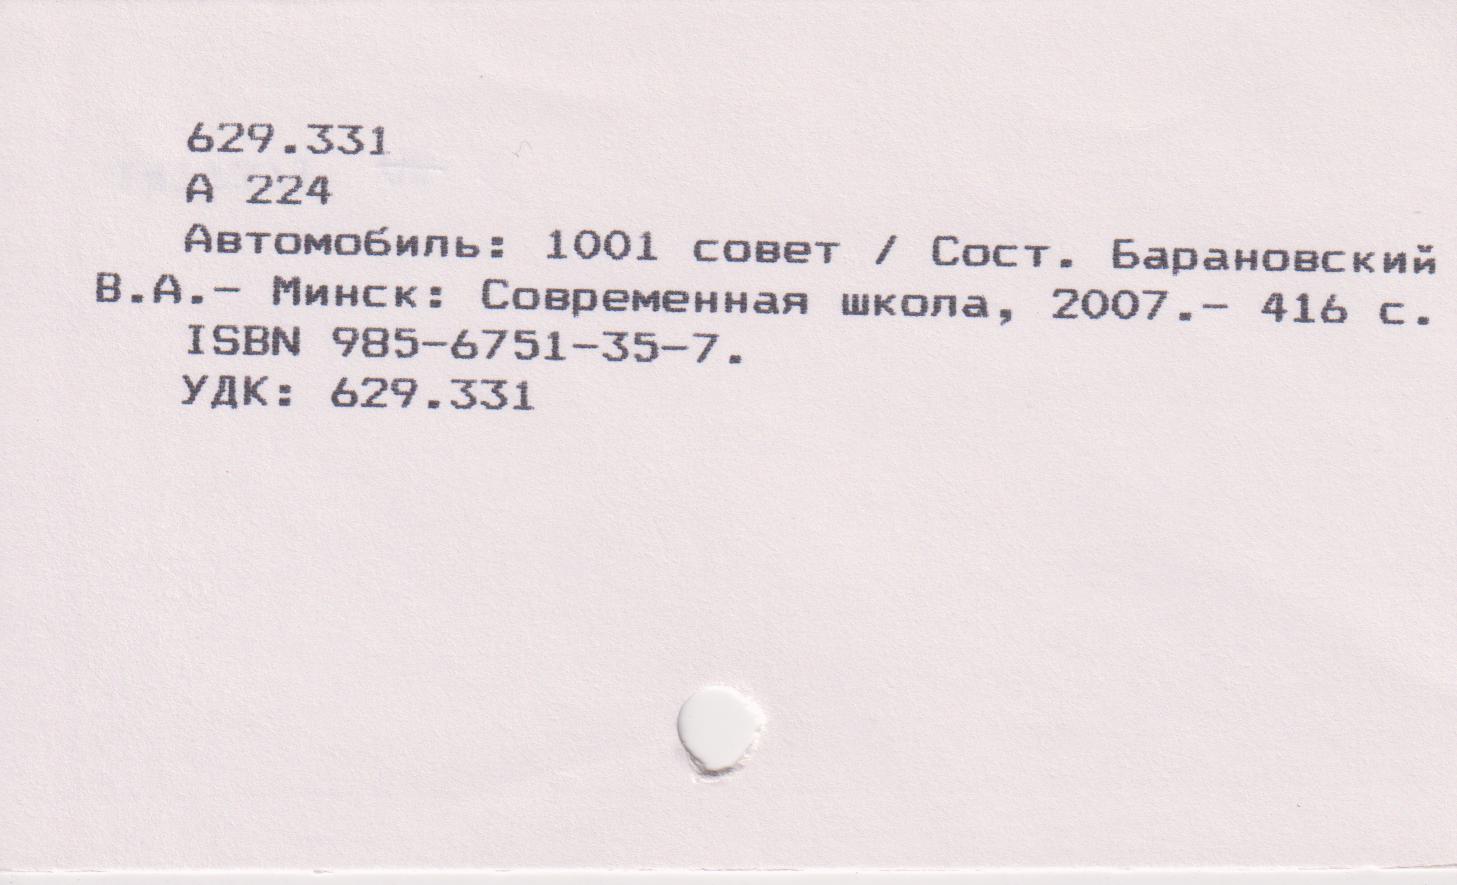 629.331
А 224
Автомобиль: 1001 совет / Сост. Барановский
В.А.- Минск: Современная школа, 2007.- 416 с.
ISBN 985-6751-35-7.
УДК: 629.331